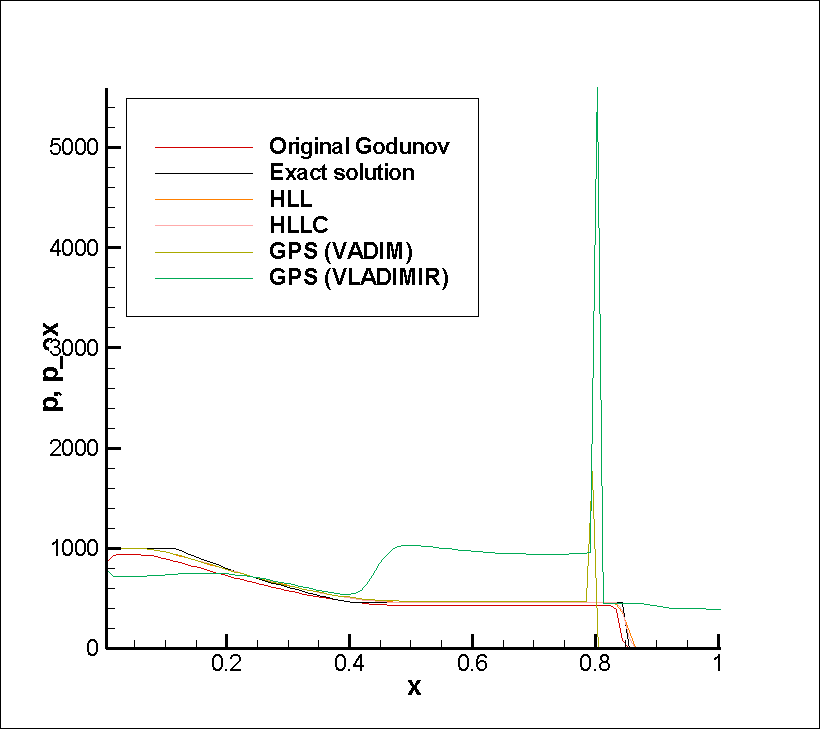 Original Godunov
Exact solution
HLL
HLLC
GPS (VADIM)
GPS (VLADIMIR)
5000
4000
3000
2000
1000
0
p, p_ex
0.2
0.4
0.6
0.8
1
x